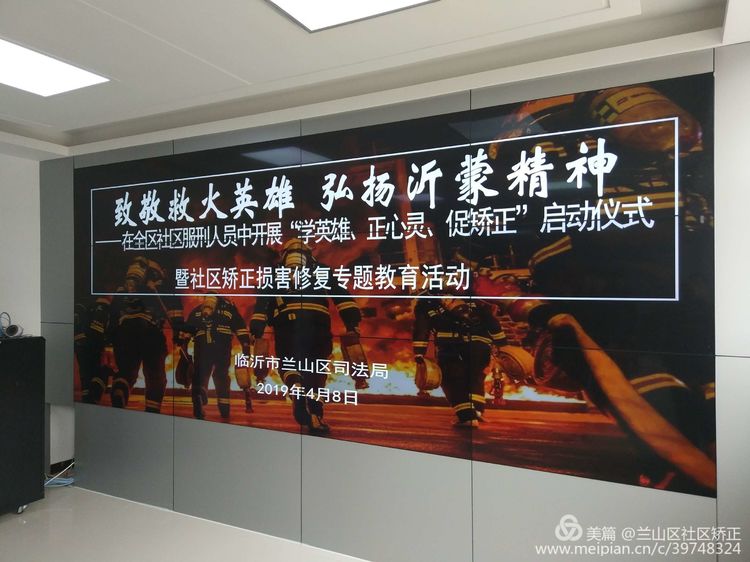 致敬救火英雄 弘扬沂蒙精神
——在全区社区服刑人员中开展“学英雄、正心灵、促矫正”启动仪式
暨社区矫正损害修复专题教育活动
临沂市兰山区司法局
2019年4月8日
美篇 @兰山区社区矫正
www.meipian.cn/c/39748324